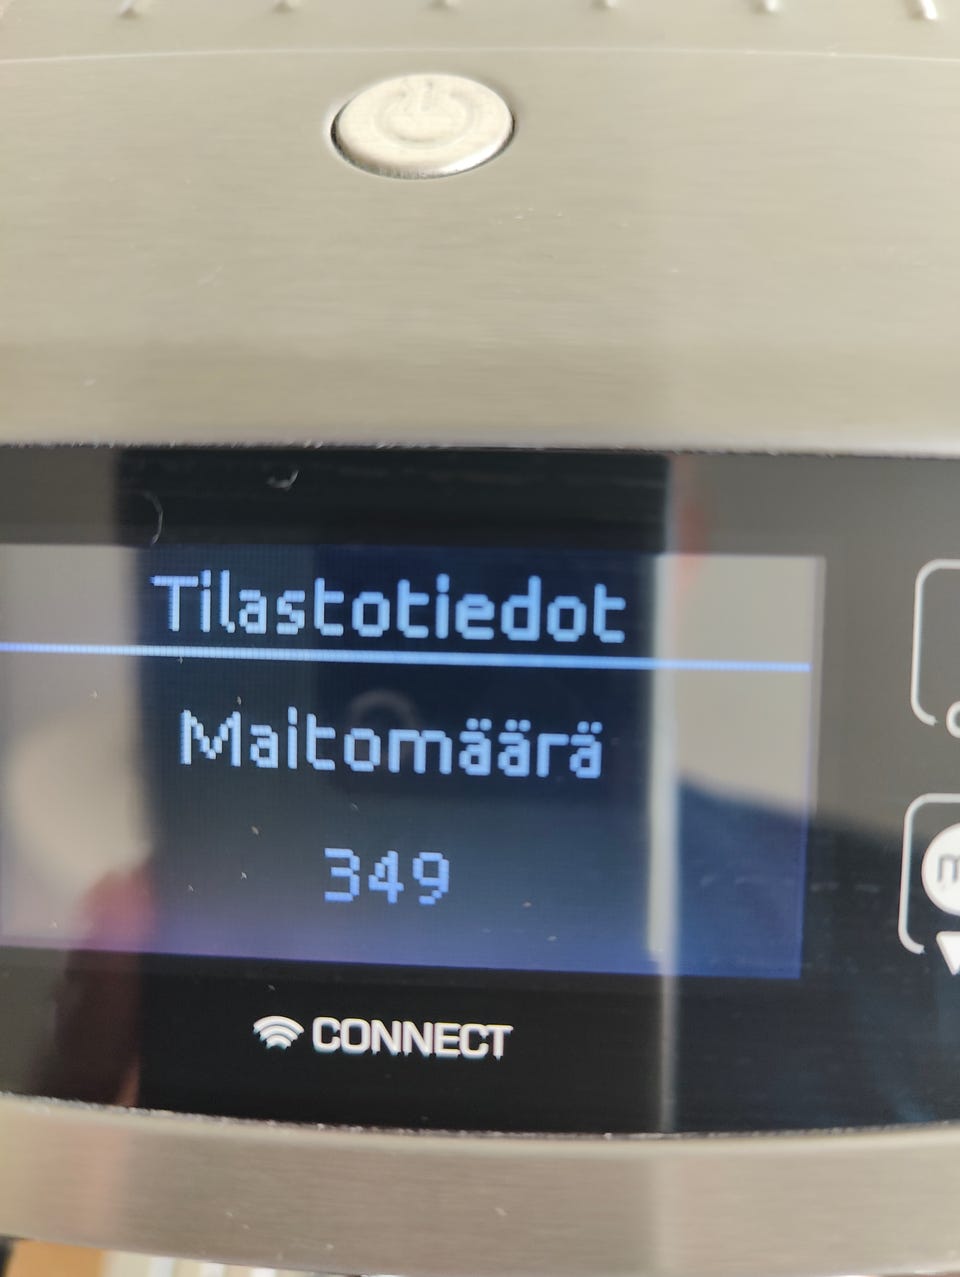 Tilastotiedot
Maitomäärä
349
CONNECT
m